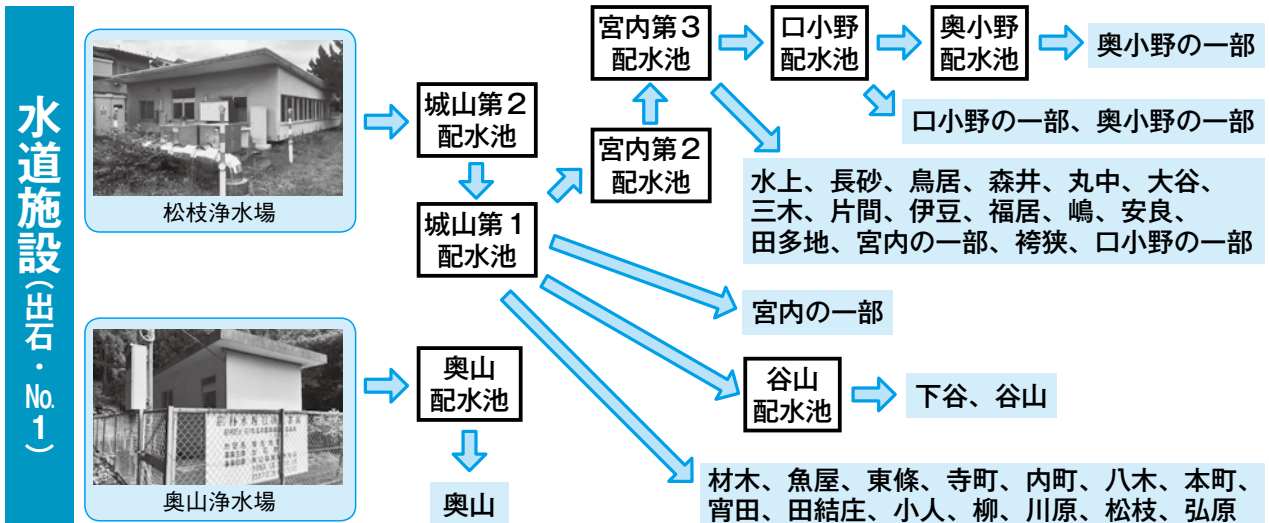 水道施設(出石・No.1)
松枝浄水場
城山第2
配水池
城山第1
配水池
宮内第2
配水池
宮内第3
配水池
口小野
配水池
奥小野
配水池
奥小野の一部
口小野の一部、奥小野の一部
水上、長砂、鳥居、森井、丸中、大谷、
三木、片間、伊豆、福居、嶋、安良、
田多地、宮内の一部、袴狭、口小野の一部
宮内の一部
谷山
配水池
下谷、谷山
材木、魚屋、東條、寺町、内町、八木、本町、
宵田、田結庄、小人、柳、川原、松枝、弘原
奥山浄水場
奥山
配水池
奥山